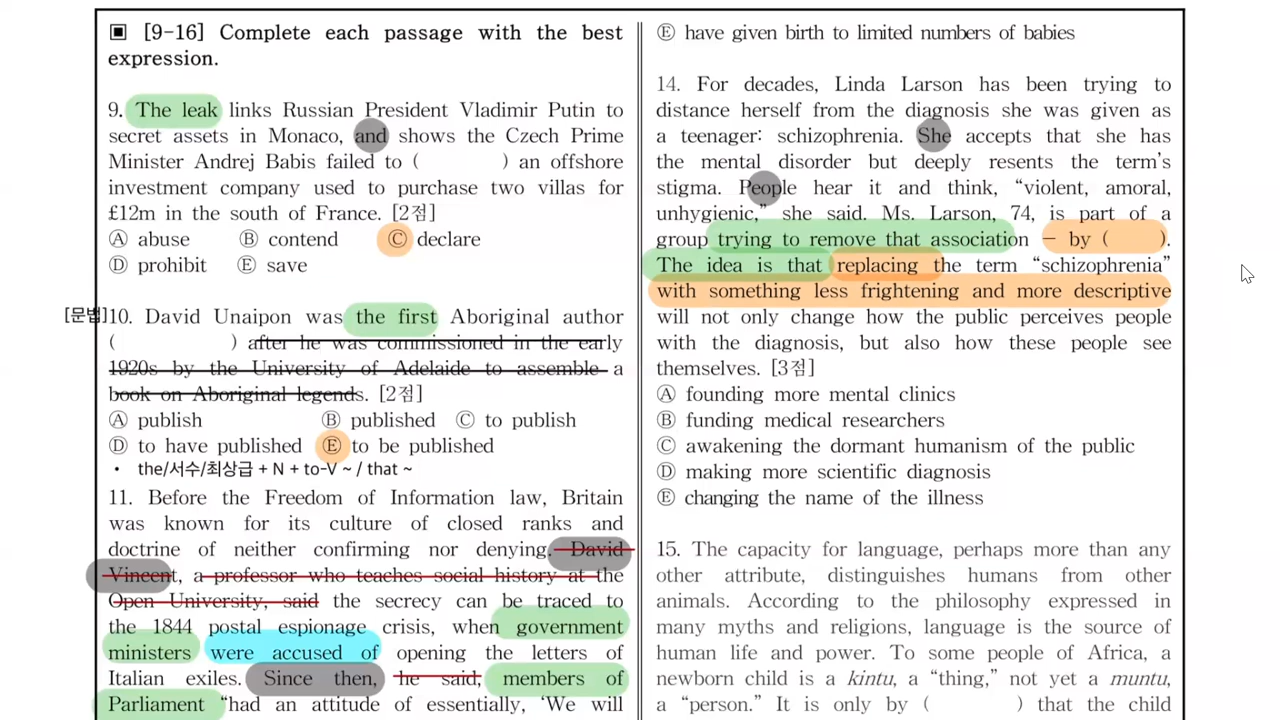 ▣ [9-16] Complete each passage with the best
expression.
9. The leak links Russian President Vladimir Putin to
secret assets in Monaco, and shows the Czech Prime
Minister Andrej Babis failed to ( ) an offshore
investment company used to purchase two villas for
£12m in the south of France. [2점]
Ⓐ abuse Ⓑ contend Ⓒ declare
Ⓓ prohibit Ⓔ save
[문법]10. David Unaipon was the first Aboriginal author
( ) after he was commissioned in the early
1920s by the University of Adelaide to assemble a
book on Aboriginal legends. [2점]
Ⓐ publish Ⓑ published Ⓒ to publish
Ⓓ to have published Ⓔ to be published
• the/서수/최상급 + N + to-V ~ / that ~
11. Before the Freedom of Information law, Britain
was known for its culture of closed ranks and
doctrine of neither confirming nor denying. David
Vincent, a professor who teaches social history at the
Open University, said the secrecy can be traced to
the 1844 postal espionage crisis, when government
ministers were accused of opening the letters of
Italian exiles. Since then, he said, members of
Parliament “had an attitude of essentially, ‘We will
Ⓔ have given birth to limited numbers of babies
14. For decades, Linda Larson has been trying to
distance herself from the diagnosis she was given as
a teenager: schizophrenia. She accepts that she has
the mental disorder but deeply resents the term’s
stigma. People hear it and think, “violent, amoral,
unhygienic,” she said. Ms. Larson, 74, is part of a
group trying to remove that association — by ( ).
The idea is that replacing the term “schizophrenia”
with something less frightening and more descriptive
will not only change how the public perceives people
with the diagnosis, but also how these people see
themselves. [3점]
Ⓐ founding more mental clinics
Ⓑ funding medical researchers
Ⓒ awakening the dormant humanism of the public
Ⓓ making more scientific diagnosis
Ⓔ changing the name of the illness
15. The capacity for language, perhaps more than any
other attribute, distinguishes humans from other
animals. According to the philosophy expressed in
many myths and religions, language is the source of
human life and power. To some people of Africa, a
newborn child is a kintu, a “thing,” not yet a muntu,
a “person.” It is only by ( ) that the child